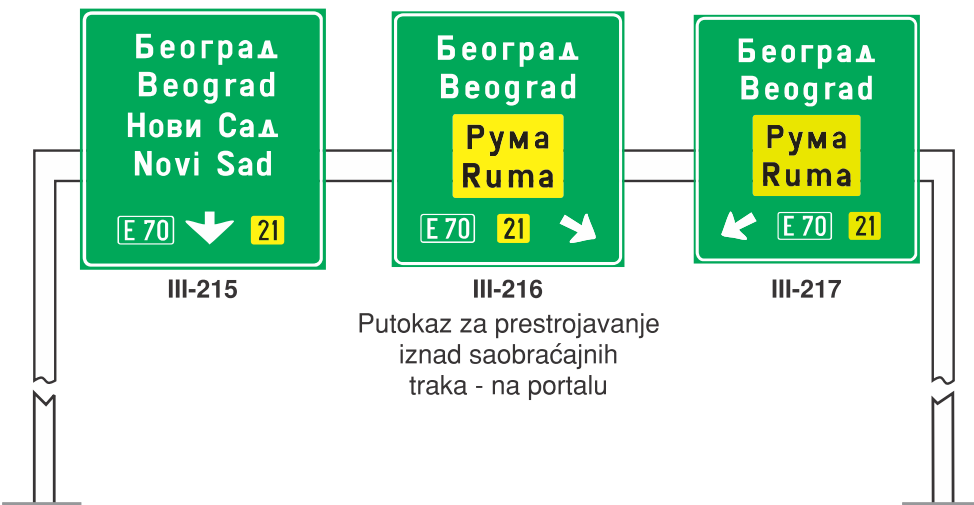 Београд
Beograd
Нови Сад
Novi Sad
E 70 21
III-215
Београд
Beograd
Рума
Ruma
E 70 21
III-216
Београд
Beograd
Рума
Ruma
E 70 21
III-217
Putokaz za prestrojavanje
iznad saobraćajnih
traka - na portalu